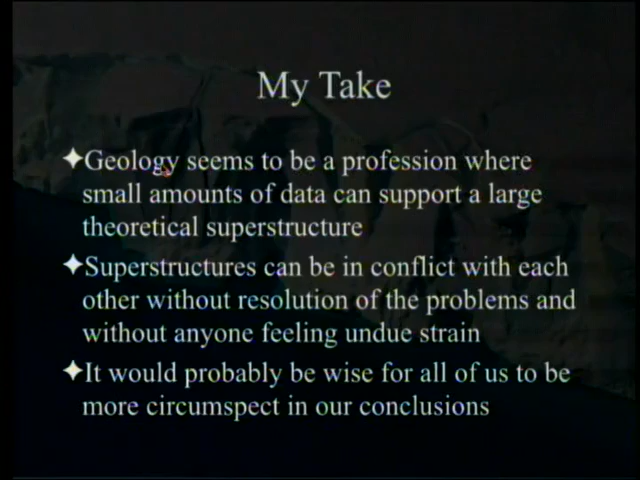 My Take
✦Geology seems to be a profession where
small amounts of data can support a large
theoretical superstructure
✦Superstructures can be in conflict with each
other without resolution of the problems and
without anyone feeling undue strain
✦It would probably be wise for all of us to be
more circumspect in our conclusions